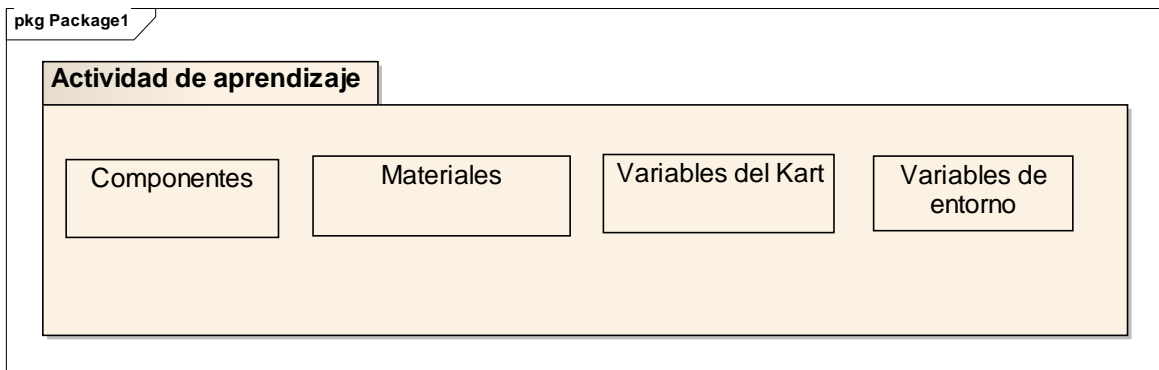 pkg Package1
Actividad de aprendizaje
Componentes
Materiales
Variables del Kart
Variables de
entorno